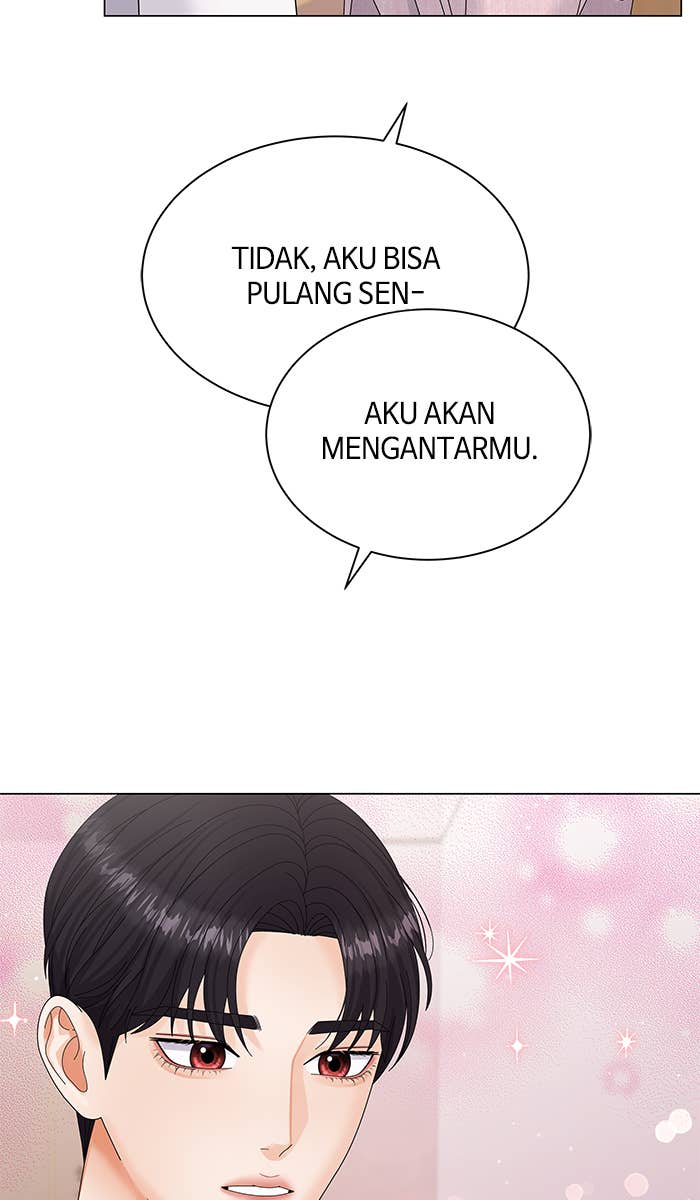 TIDAK, AKU BISA
PULANG SEN-
AKU AKAN
MENGANTARMU.